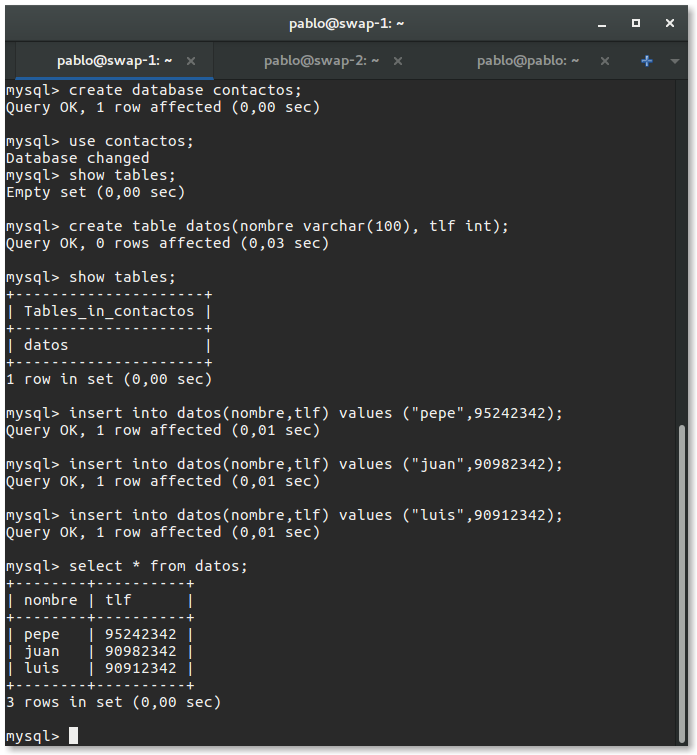 pablo@swap-1: ~
pablo@swap-1: ~ pablo@swap-2: ~ pablo@pablo: ~
mysql> create database contactos;
Query OK, 1 row affected (0,00 sec)
mysql> use contactos;
Database changed
mysql> show tables;
Empty set (0,00 sec)
mysql> create table datos(nombre varchar(100), tlf int);
Query OK, 0 rows affected (0,03 sec)
mysql> show tables;
+---------------------+
| Tables_in_contactos |
+---------------------+
| datos               |
+---------------------+
1 row in set (0,00 sec)
mysql> insert into datos(nombre,tlf) values ("pepe",95242342);
Query OK, 1 row affected (0,01 sec)
mysql> insert into datos(nombre,tlf) values ("juan",90982342);
Query OK, 1 row affected (0,01 sec)
mysql> insert into datos(nombre,tlf) values ("luis",90912342);
Query OK, 1 row affected (0,01 sec)
mysql> select * from datos;
+--------+----------+
| nombre | tlf      |
+--------+----------+
| pepe   | 95242342 |
| juan   | 90982342 |
| luis   | 90912342 |
+--------+----------+
3 rows in set (0,00 sec)
mysql>